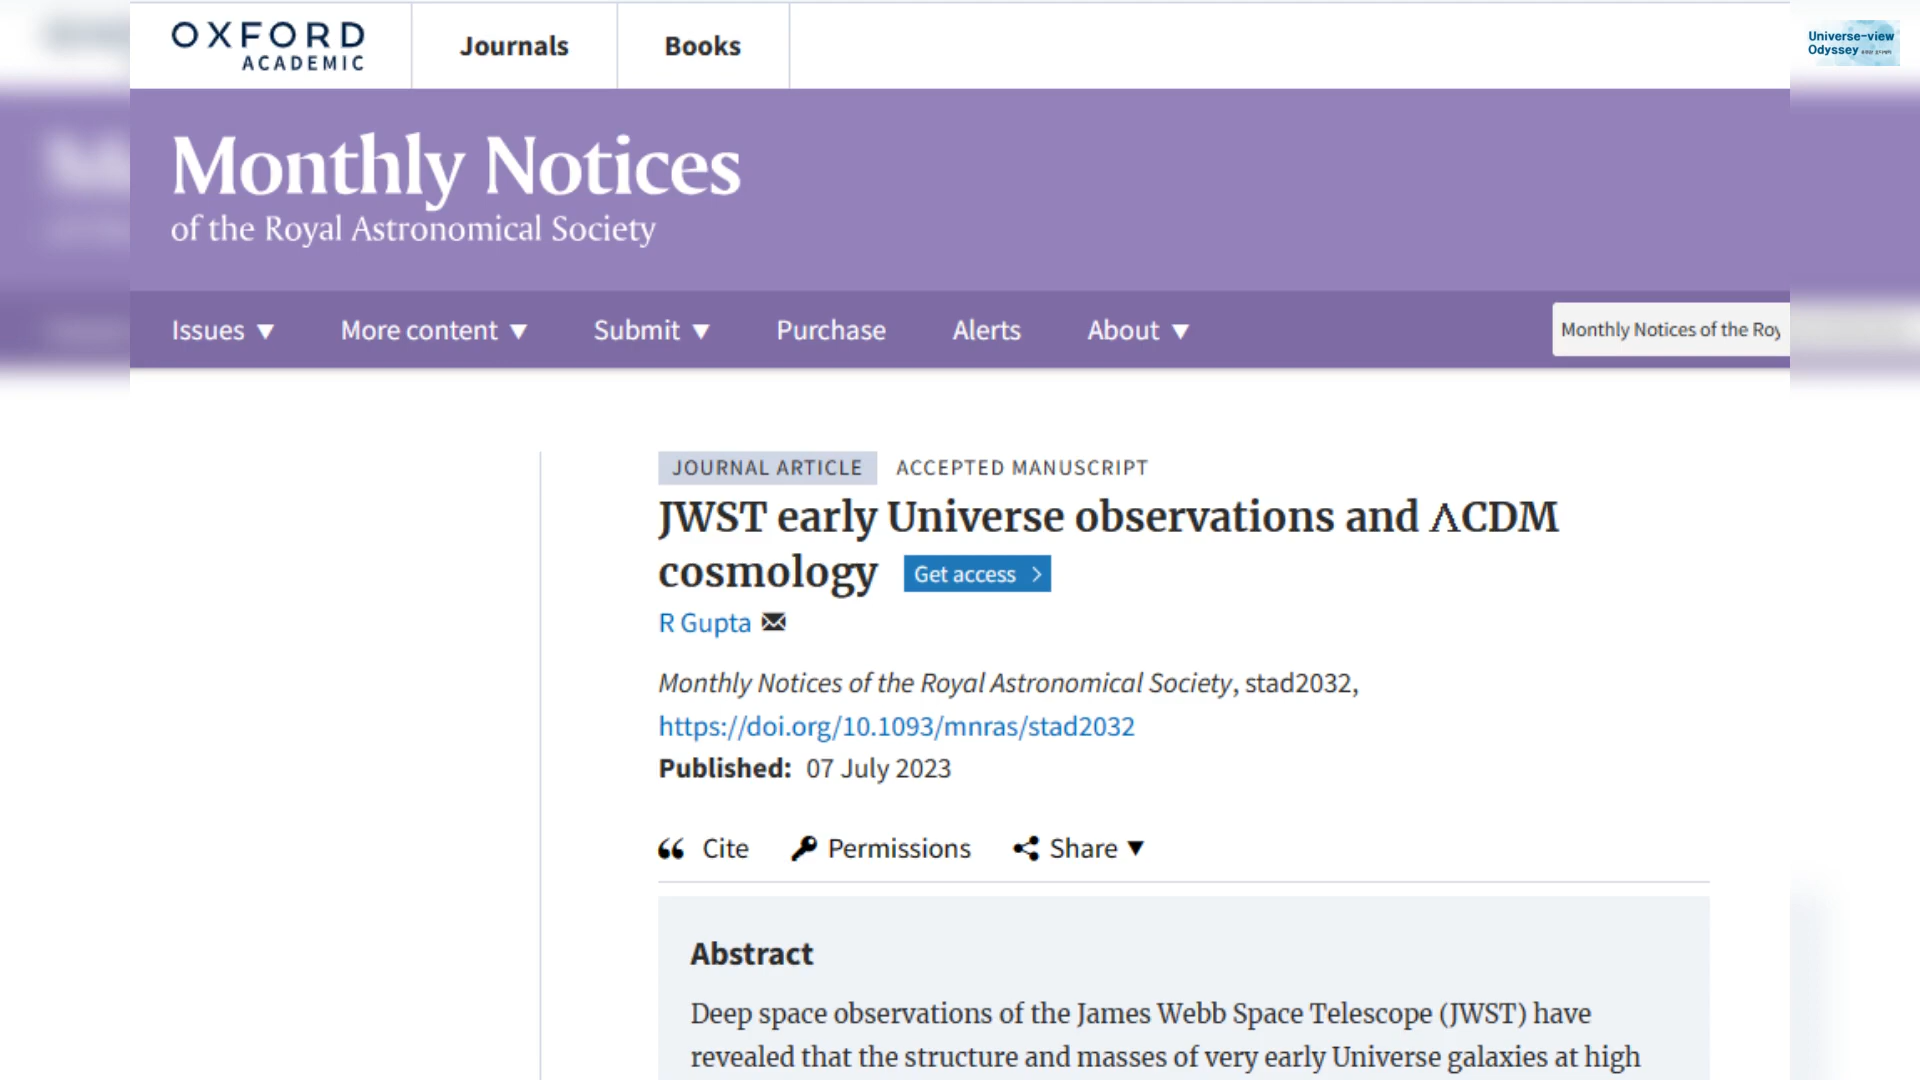 OXFORD
ACADEMIC
Journals
Books
Universe-view
Odyssey
Monthly Notices
of the Royal Astronomical Society
Issues ▼
More content ▼
Submit ▼
Purchase
Alerts
About ▼
Monthly Notices of the Roy
JOURNAL ARTICLE
ACCEPTED MANUSCRIPT
JWST early Universe observations and ΛCDM
cosmology
Get access >
R Gupta
Monthly Notices of the Royal Astronomical Society, stad2032,
https://doi.org/10.1093/mnras/stad2032
Published: 07 July 2023
Cite
Permissions
Share ▼
Abstract
Deep space observations of the James Webb Space Telescope (JWST) have
revealed that the structure and masses of very early Universe galaxies at high